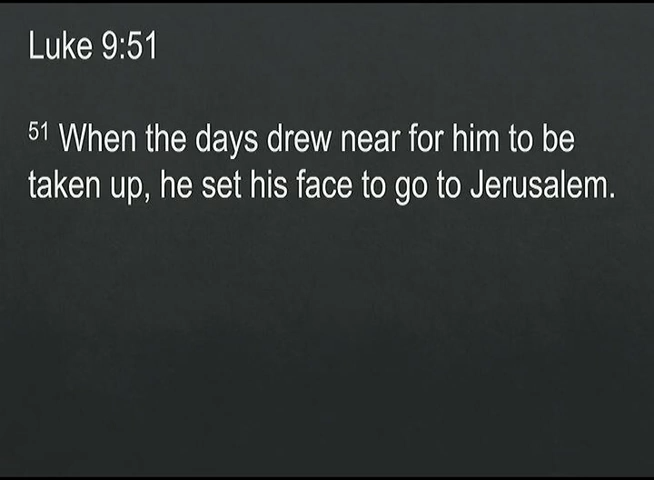 Luke 9:51
51 When the days drew near for him to be
taken up, he set his face to go to Jerusalem.